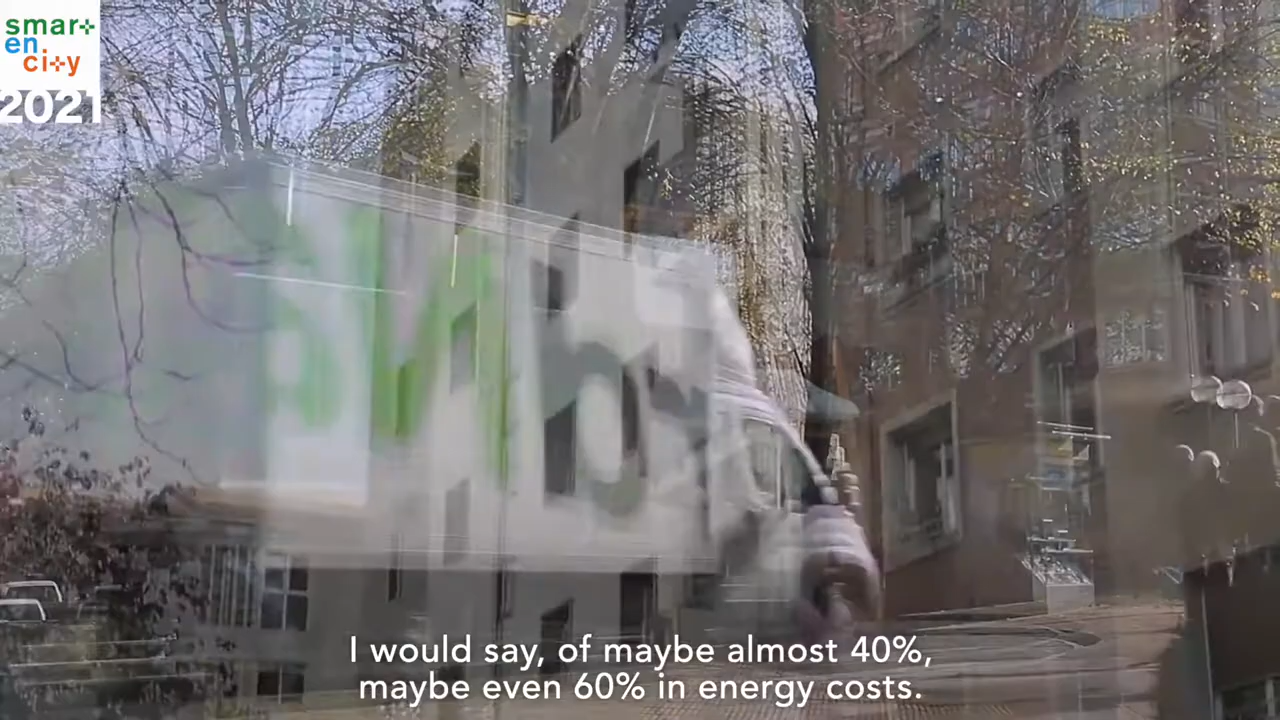 smart
en
city
2021
I would say, of maybe almost 40%,
maybe even 60% in energy costs.